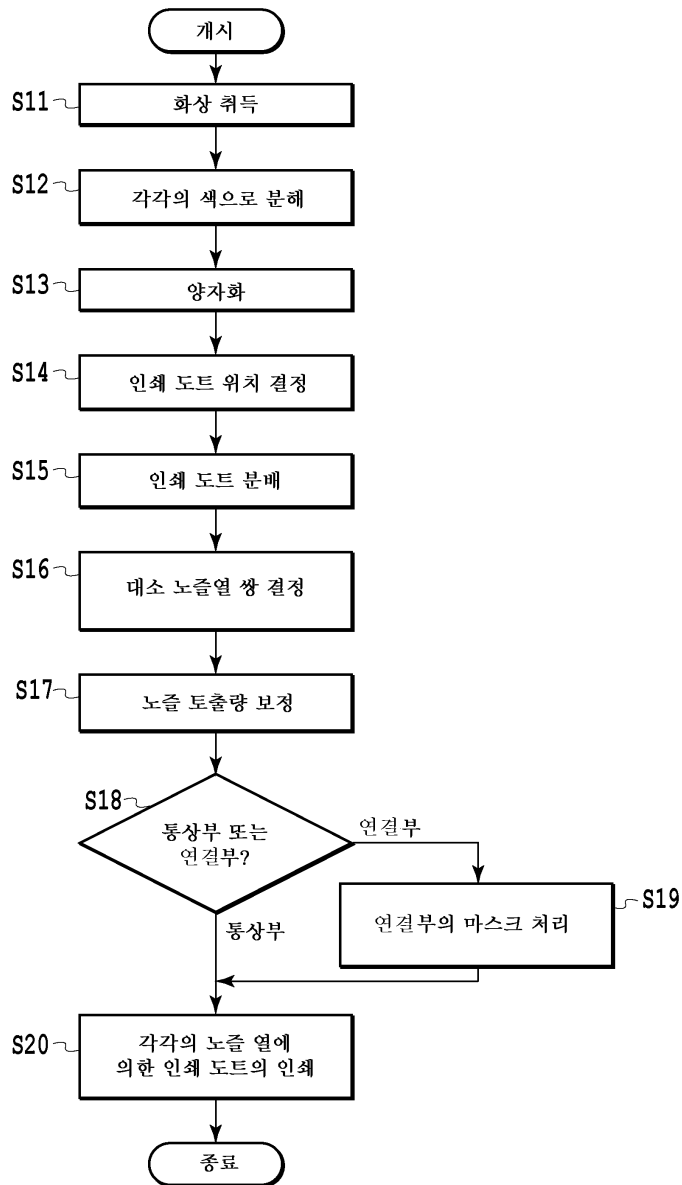 개시
S11
화상 취득
S12
각각의 색으로 분해
S13
양자화
S14
인쇄 도트 위치 결정
S15
인쇄 도트 분배
S16
대소 노즐열 쌍 결정
S17
노즐 토출량 보정
S18
통상부 또는
연결부?
연결부
통상부
S19
연결부의 마스크 처리
S20
각각의 노즐 열에
의한 인쇄 도트의 인쇄
종료